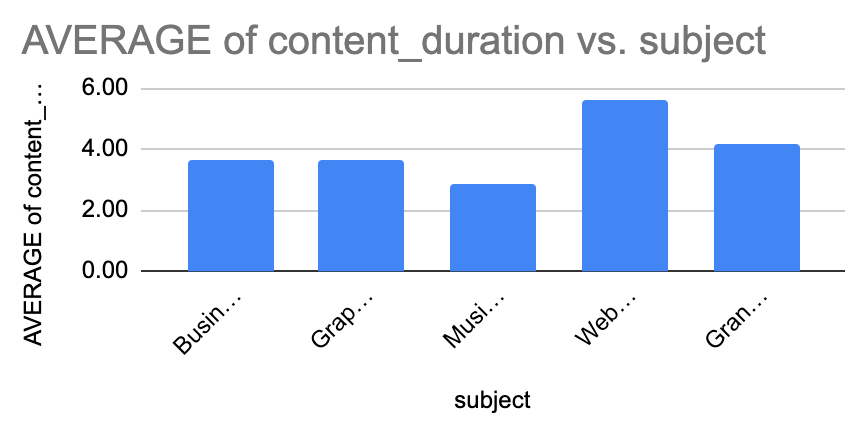 AVERAGE of content_duration vs. subject
AVERAGE of content_…
6.00
4.00
2.00
0.00
Busin…
Grap…
Musi…
Web…
Gran…
subject